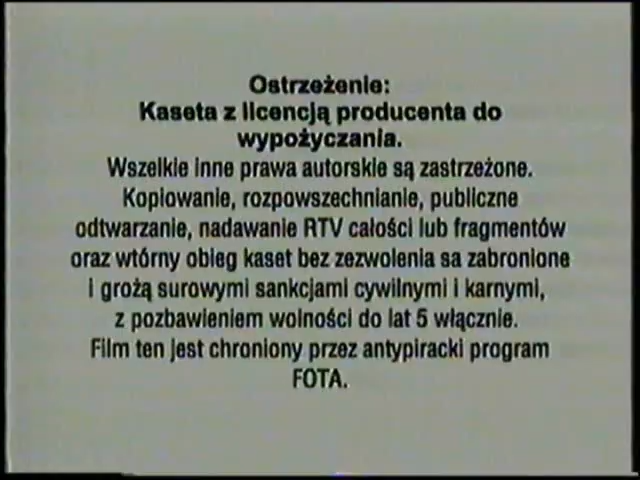 Ostrzeżenie:
Kaseta z licencją producenta do
wypożyczania.
Wszelkie inne prawa autorskie są zastrzeżone.
Kopiowanie, rozpowszechnianie, publiczne
odtwarzanie, nadawanie RTV całości lub fragmentów
oraz wtórny obieg kaset bez zezwolenia sa zabronione
i grożą surowymi sankcjami cywilnymi i karnymi,
z pozbawieniem wolności do lat 5 włącznie.
Film ten jest chroniony przez antypiracki program
FOTA.